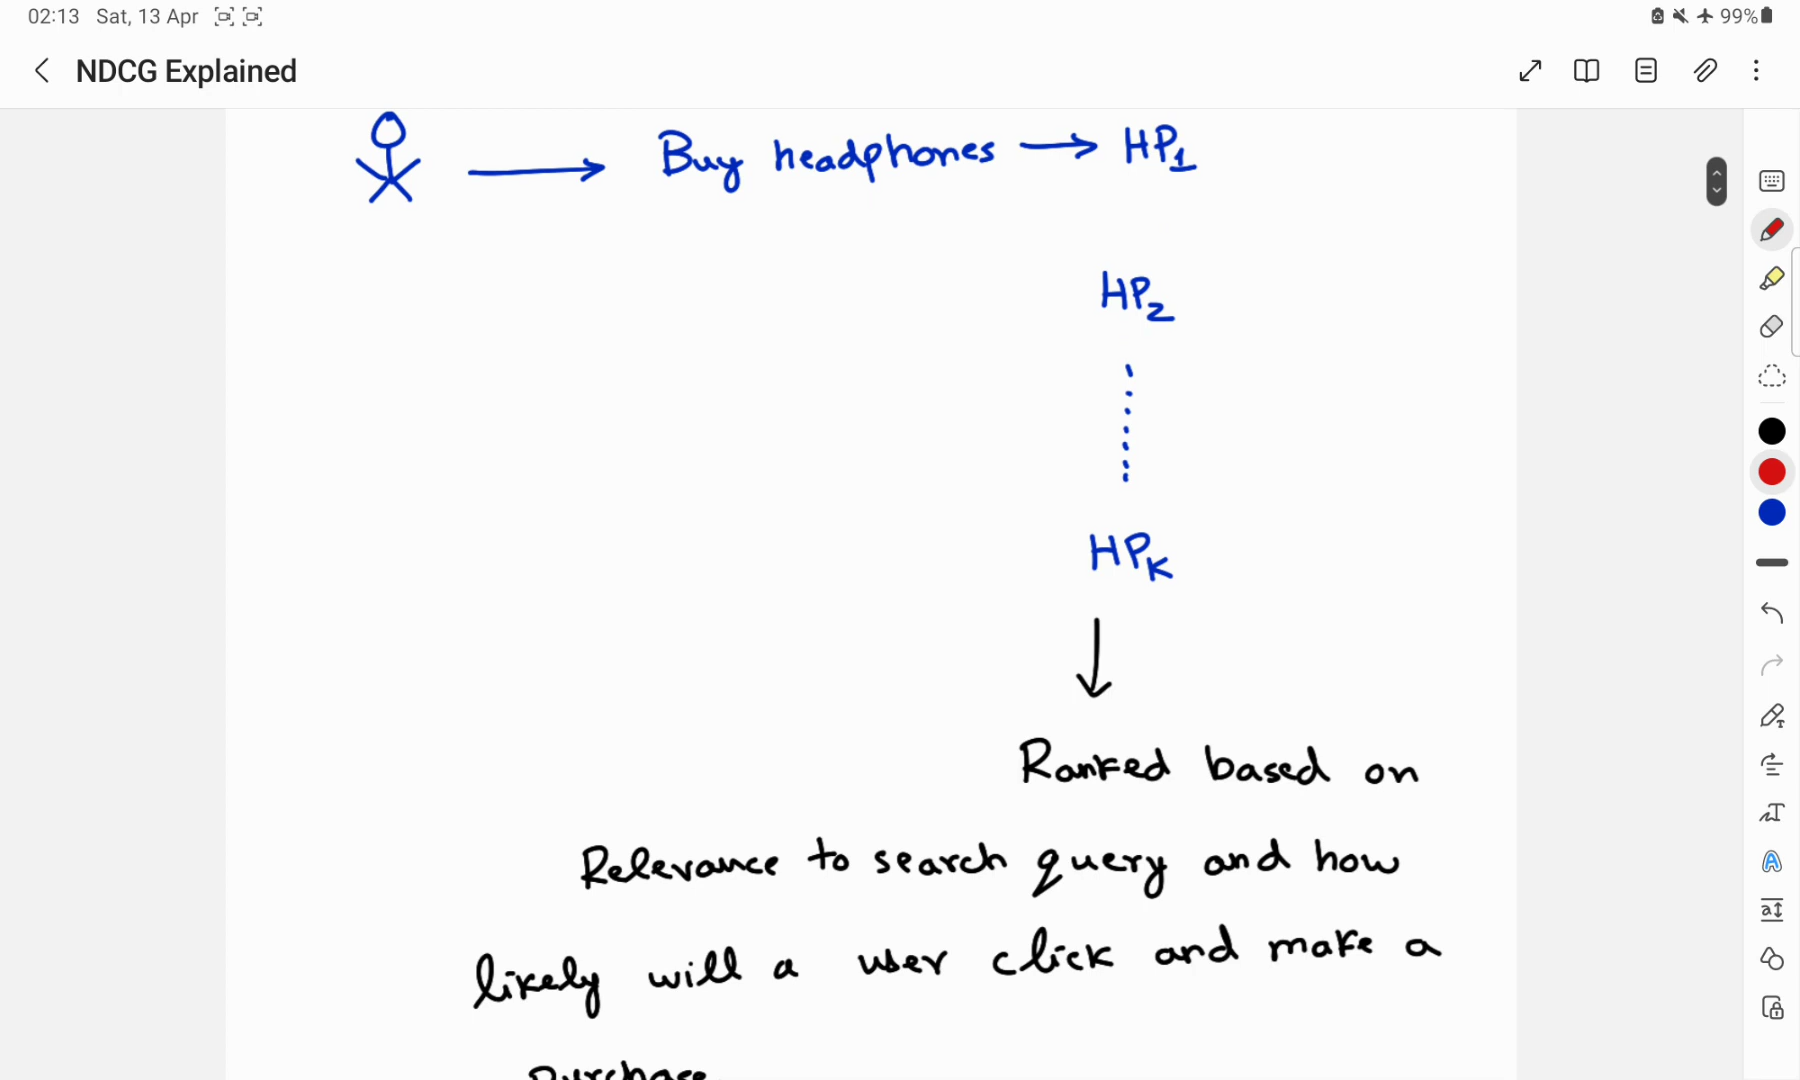 02:13 Sat, 13 Apr 99%
NDCG Explained
Buy headphones → HP1
HP2
HPK
Ranked based on
Relevance to search query and how
likely will a user click and make a
purchase